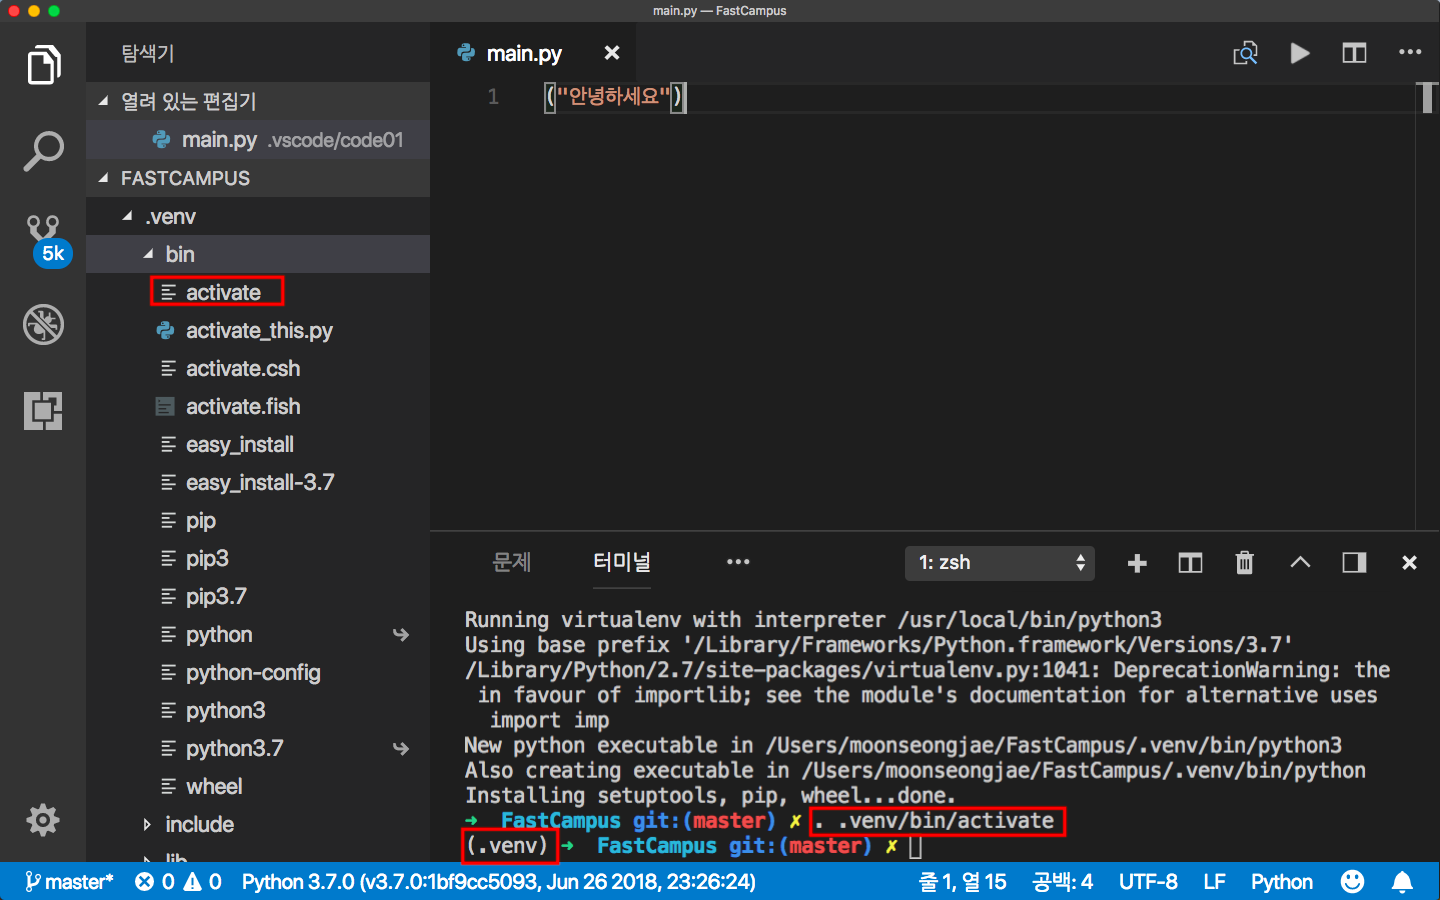 main.py — FastCampus
탐색기
열려 있는 편집기
main.py .vscode/code01
FASTCAMPUS
.venv
bin
activate
activate_this.py
activate.csh
activate.fish
easy_install
easy_install-3.7
pip
pip3
pip3.7
python
python-config
python3
python3.7
wheel
include
lib
5k
main.py
1 ("안녕하세요")
문제 터미널 1: zsh
Running virtualenv with interpreter /usr/local/bin/python3
Using base prefix '/Library/Frameworks/Python.framework/Versions/3.7'
/Library/Python/2.7/site-packages/virtualenv.py:1041: DeprecationWarning: the
in favour of importlib; see the module's documentation for alternative uses
import imp
New python executable in /Users/moonseongjae/FastCampus/.venv/bin/python3
Also creating executable in /Users/moonseongjae/FastCampus/.venv/bin/python
Installing setuptools, pip, wheel...done.
➜ FastCampus git:(master) ✗ . .venv/bin/activate
(.venv) ➜ FastCampus git:(master) ✗
master* 0 0 Python 3.7.0 (v3.7.0:1bf9cc5093, Jun 26 2018, 23:26:24) 줄 1, 열 15 공백: 4 UTF-8 LF Python